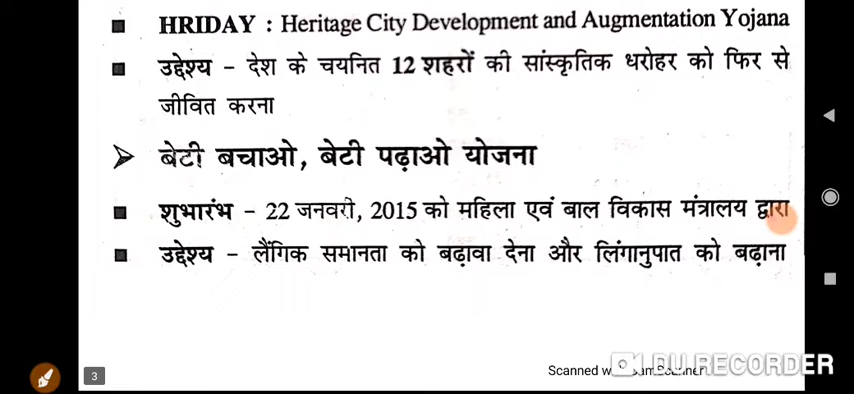 ■ HRIDAY : Heritage City Development and Augmentation Yojana
■ उद्देश्य – देश के चयनित 12 शहरों की सांस्कृतिक धरोहर को फिर से
जीवित करना
➤ बेटी बचाओ, बेटी पढ़ाओ योजना
■ शुभारंभ – 22 जनवरी, 2015 को महिला एवं बाल विकास मंत्रालय द्वारा
■ उद्देश्य – लैंगिक समानता को बढ़ावा देना और लिंगानुपात को बढ़ाना
3
Scanned
RECORDER